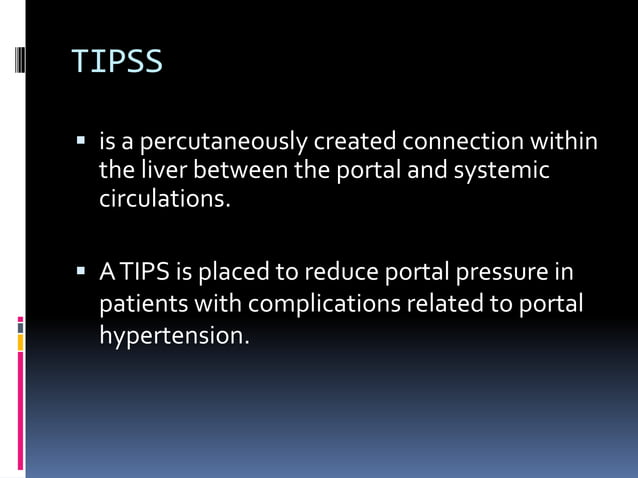 TIPSS
▪ is a percutaneously created connection within
the liver between the portal and systemic
circulations.
▪ A TIPS is placed to reduce portal pressure in
patients with complications related to portal
hypertension.